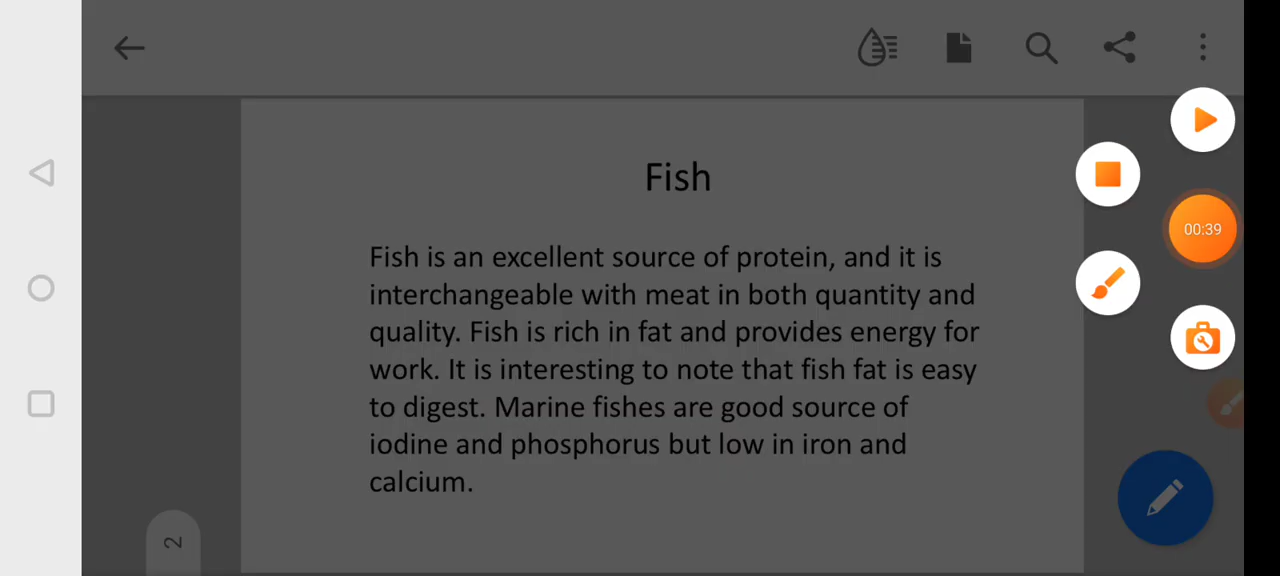 Fish
Fish is an excellent source of protein, and it is
interchangeable with meat in both quantity and
quality. Fish is rich in fat and provides energy for
work. It is interesting to note that fish fat is easy
to digest. Marine fishes are good source of
iodine and phosphorus but low in iron and
calcium.
00:39
2